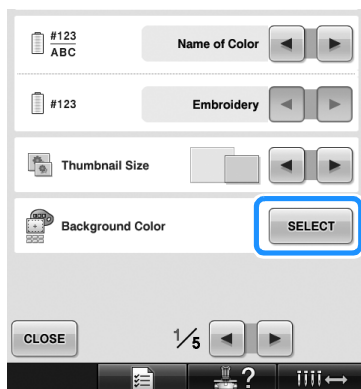 #123
ABC
Name of Color
#123
Embroidery
Thumbnail Size
Background Color
SELECT
CLOSE
1/5
?